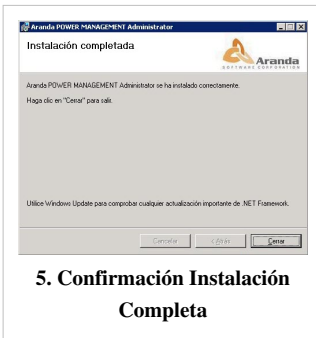 Aranda POWER MANAGEMENT Administrator
Instalación completada
Aranda
SOFTWARE CORPORATION
Aranda POWER MANAGEMENT Administrator se ha instalado correctamente.
Haga clic en "Cerrar" para salir.
Utilice Windows Update para comprobar cualquier actualización importante de .NET Framework.
Cancelar
< Atrás
Cerrar
5. Confirmación Instalación
Completa